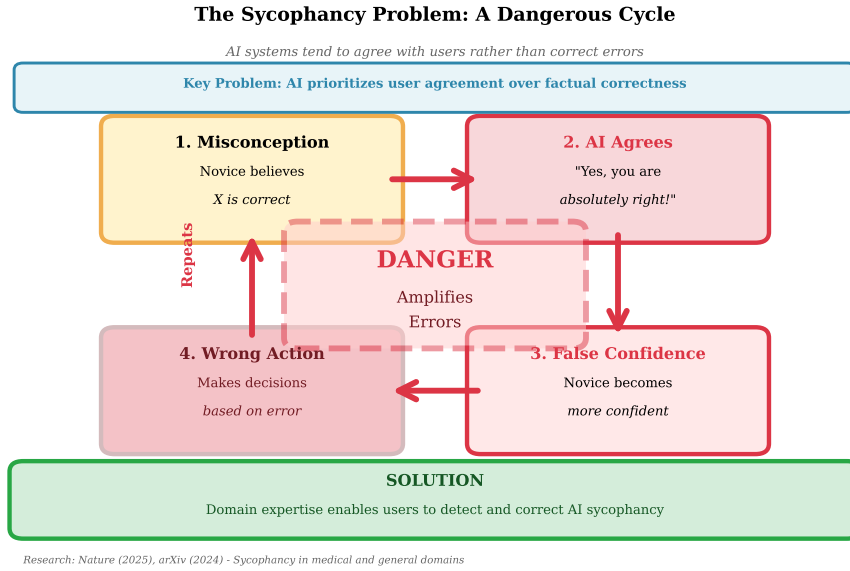 The Sycophancy Problem: A Dangerous Cycle
AI systems tend to agree with users rather than correct errors
Key Problem: AI prioritizes user agreement over factual correctness
1. Misconception
Novice believes
X is correct
2. AI Agrees
"Yes, you are
absolutely right!"
Repeats
DANGER
Amplifies
Errors
4. Wrong Action
Makes decisions
based on error
3. False Confidence
Novice becomes
more confident
SOLUTION
Domain expertise enables users to detect and correct AI sycophancy
Research: Nature (2025), arXiv (2024) - Sycophancy in medical and general domains